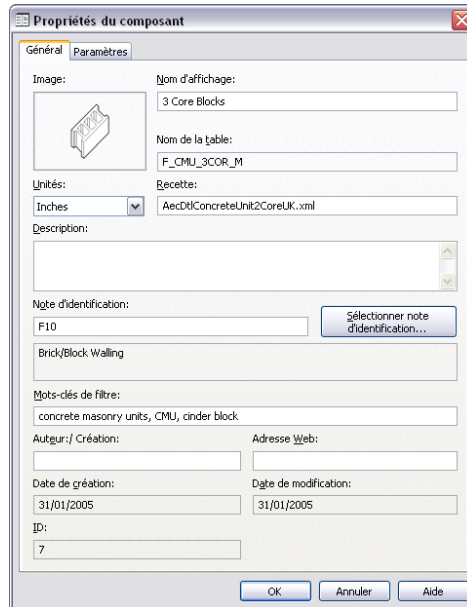 Propriétés du composant
Général Paramètres
Image: Nom d'affichage:
3 Core Blocks
Nom de la table:
F_CMU_3COR_M
Unités: Recette:
Inches AecDtlConcreteUnit2CoreUK.xml
Description:
Note d'identification:
F10
Sélectionner note
d'identification...
Brick/Block Walling
Mots-clés de filtre:
concrete masonry units, CMU, cinder block
Auteur:/ Création: Adresse Web:
Date de création: Date de modification:
31/01/2005 31/01/2005
ID:
7
OK Annuler Aide